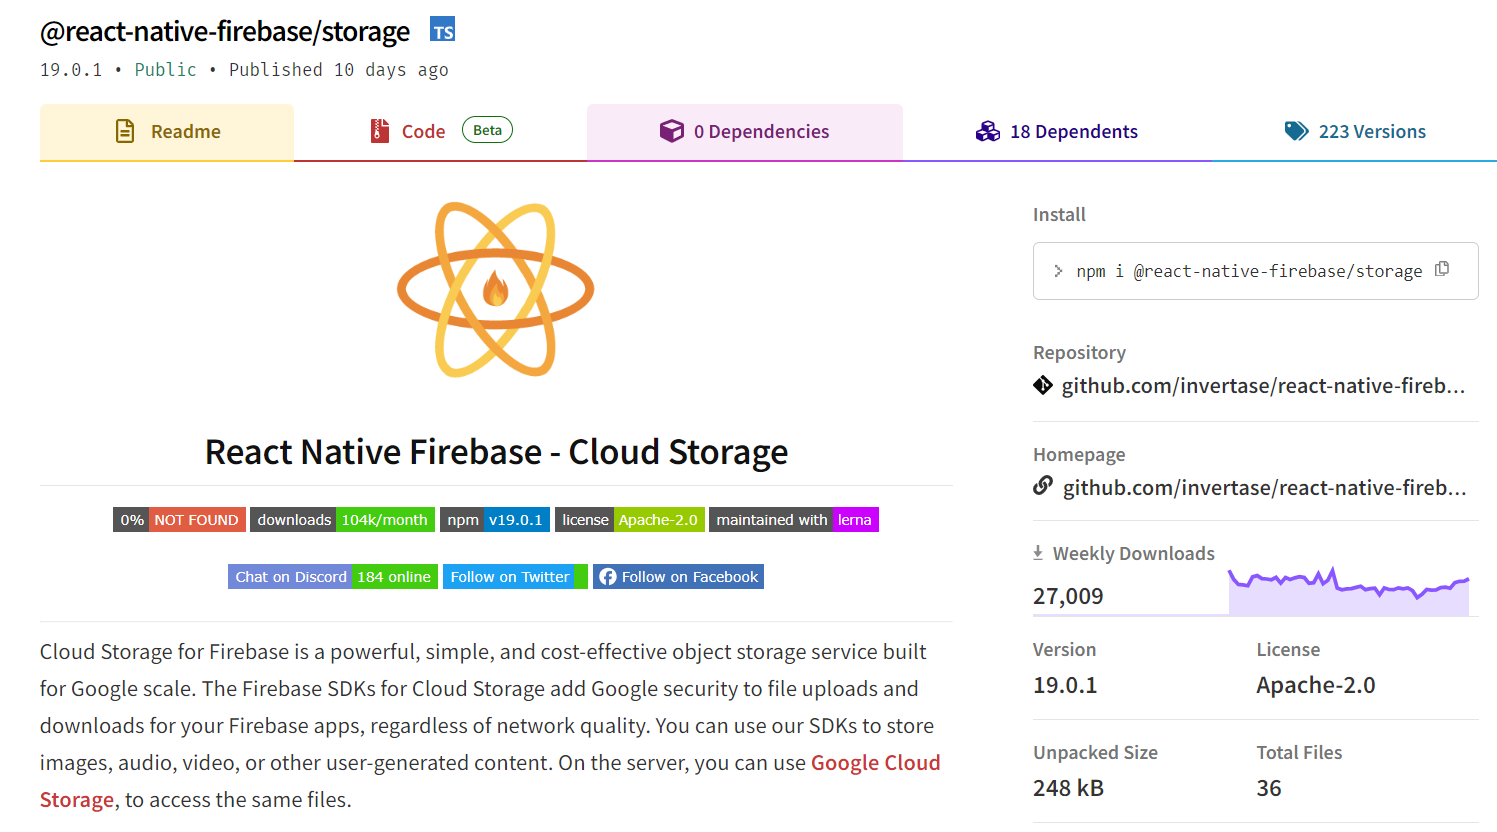 @react-native-firebase/storage TS
19.0.1 • Public • Published 10 days ago
Readme
Code Beta
0 Dependencies
18 Dependents
223 Versions
React Native Firebase - Cloud Storage
0% NOT FOUND downloads 104k/month npm v19.0.1 license Apache-2.0 maintained with lerna
Chat on Discord 184 online Follow on Twitter Follow on Facebook
Cloud Storage for Firebase is a powerful, simple, and cost-effective object storage service built
for Google scale. The Firebase SDKs for Cloud Storage add Google security to file uploads and
downloads for your Firebase apps, regardless of network quality. You can use our SDKs to store
images, audio, video, or other user-generated content. On the server, you can use Google Cloud
Storage, to access the same files.
Install
> npm i @react-native-firebase/storage
Repository
github.com/invertase/react-native-fireb...
Homepage
github.com/invertase/react-native-fireb...
Weekly Downloads
27,009
Version
19.0.1
License
Apache-2.0
Unpacked Size
248 kB
Total Files
36